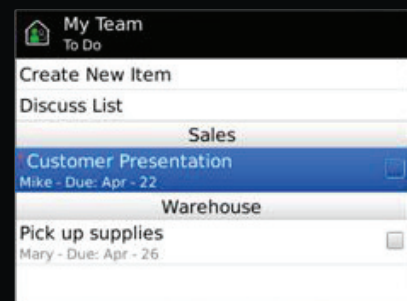 My Team
To Do
Create New Item
Discuss List
Sales
Customer Presentation
Mike - Due: Apr - 22
Warehouse
Pick up supplies
Mary - Due: Apr - 26